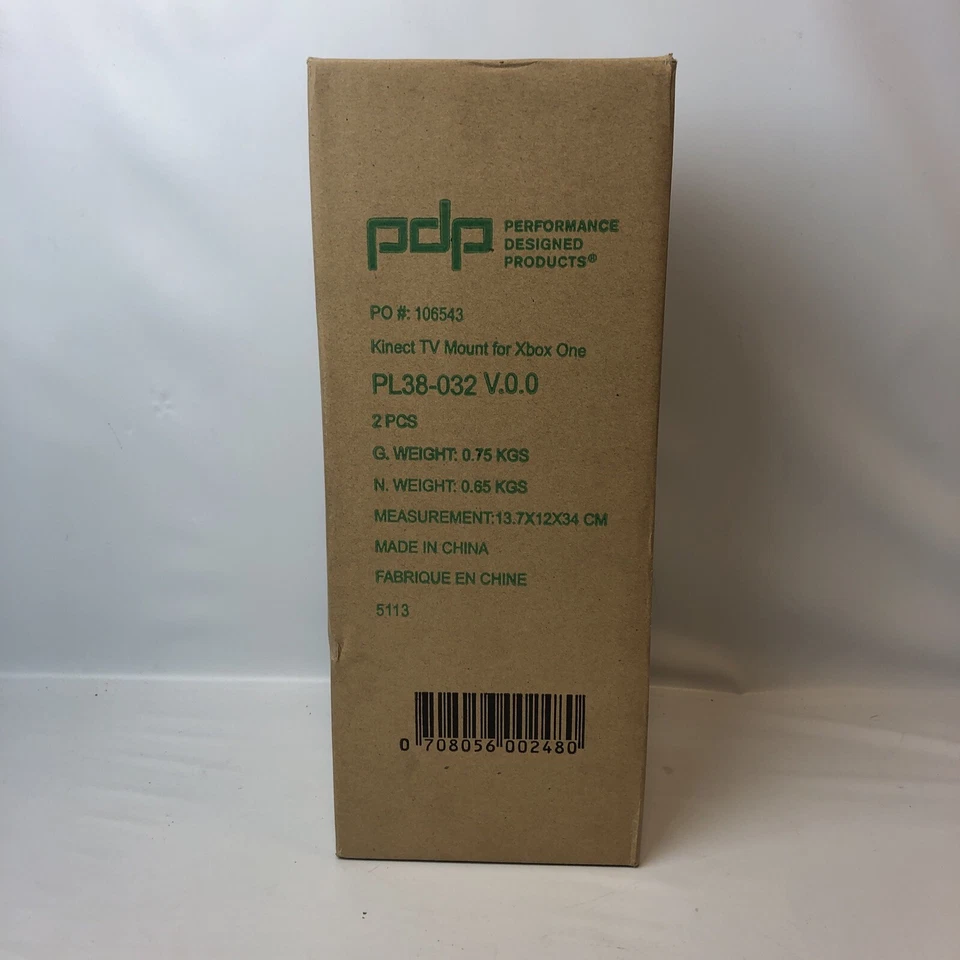 pdp PERFORMANCE
DESIGNED
PRODUCTS®
PO #: 106543
Kinect TV Mount for Xbox One
PL38-032 V.0.0
2 PCS
G. WEIGHT: 0.75 KGS
N. WEIGHT: 0.65 KGS
MEASUREMENT:13.7X12X34 CM
MADE IN CHINA
FABRIQUE EN CHINE
5113
0 708056 002480